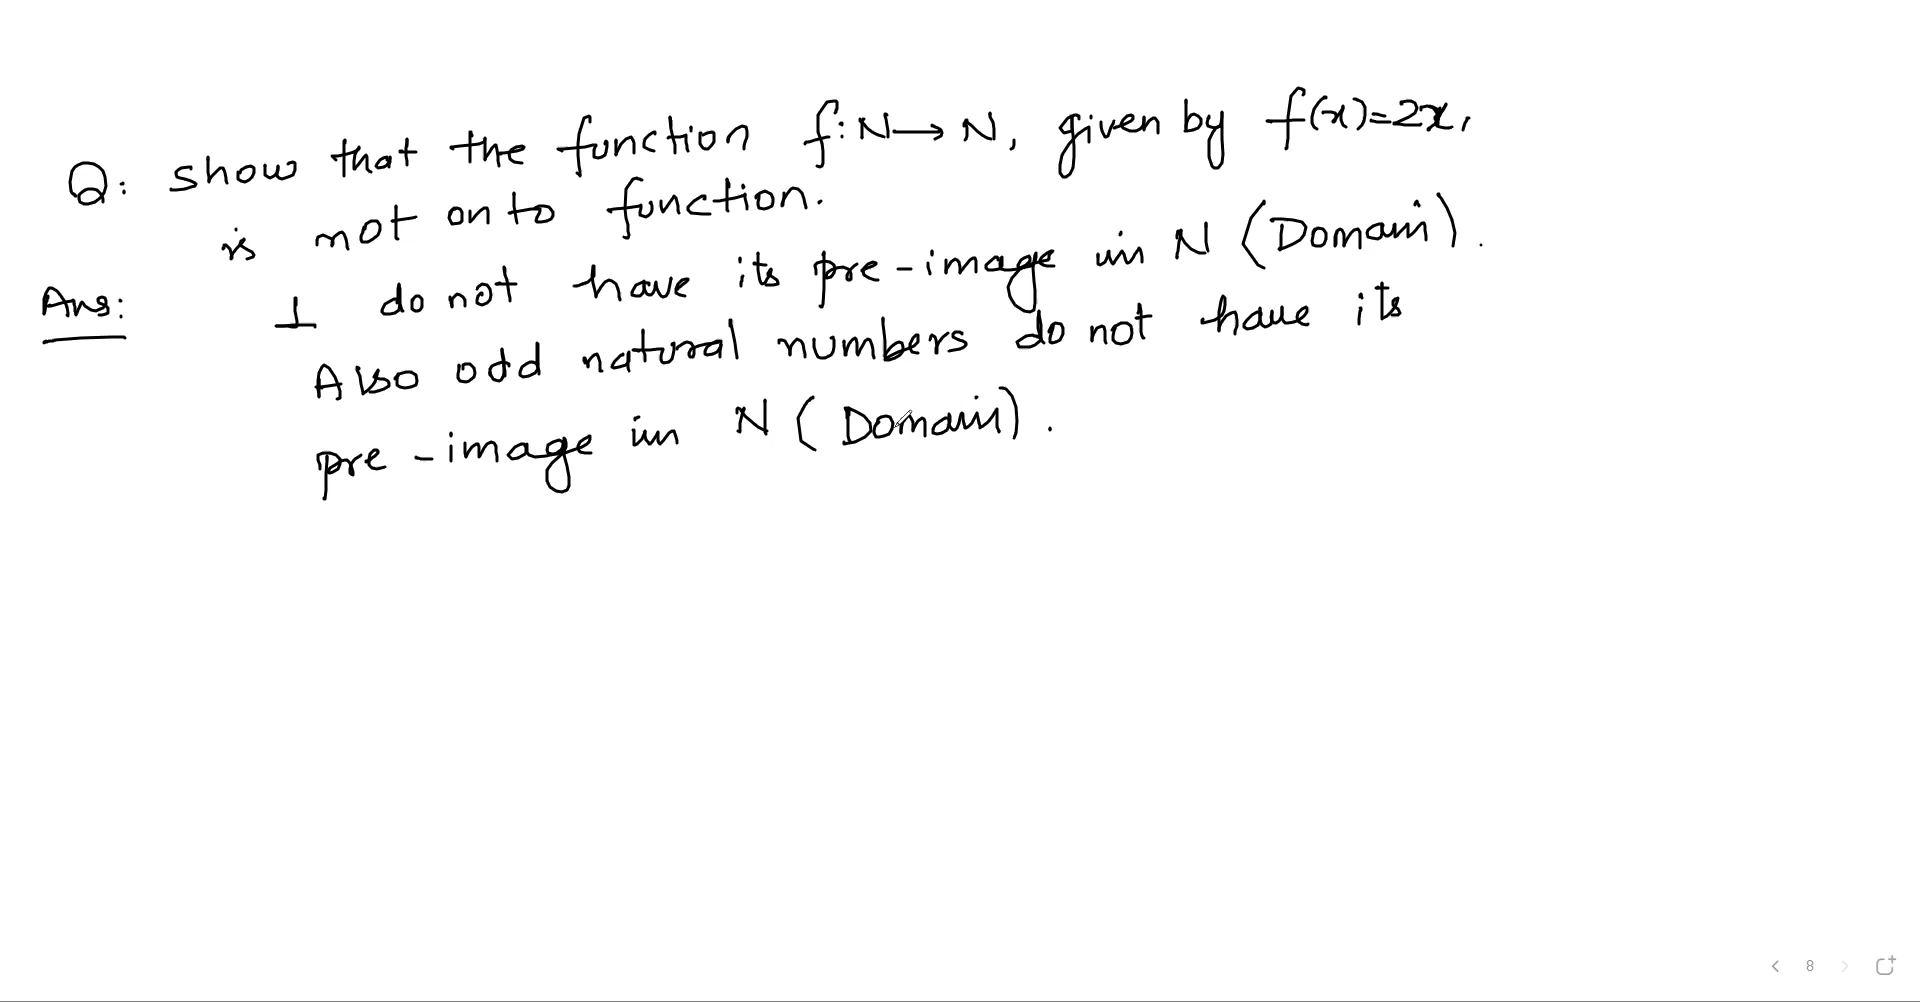 Q: show that the function f: N → N, given by f(x)=2x,
is not onto function.
Ans: 1 do not have its pre-image in N (Domain).
Also odd natural numbers do not have its
pre-image in N (Domain).
8